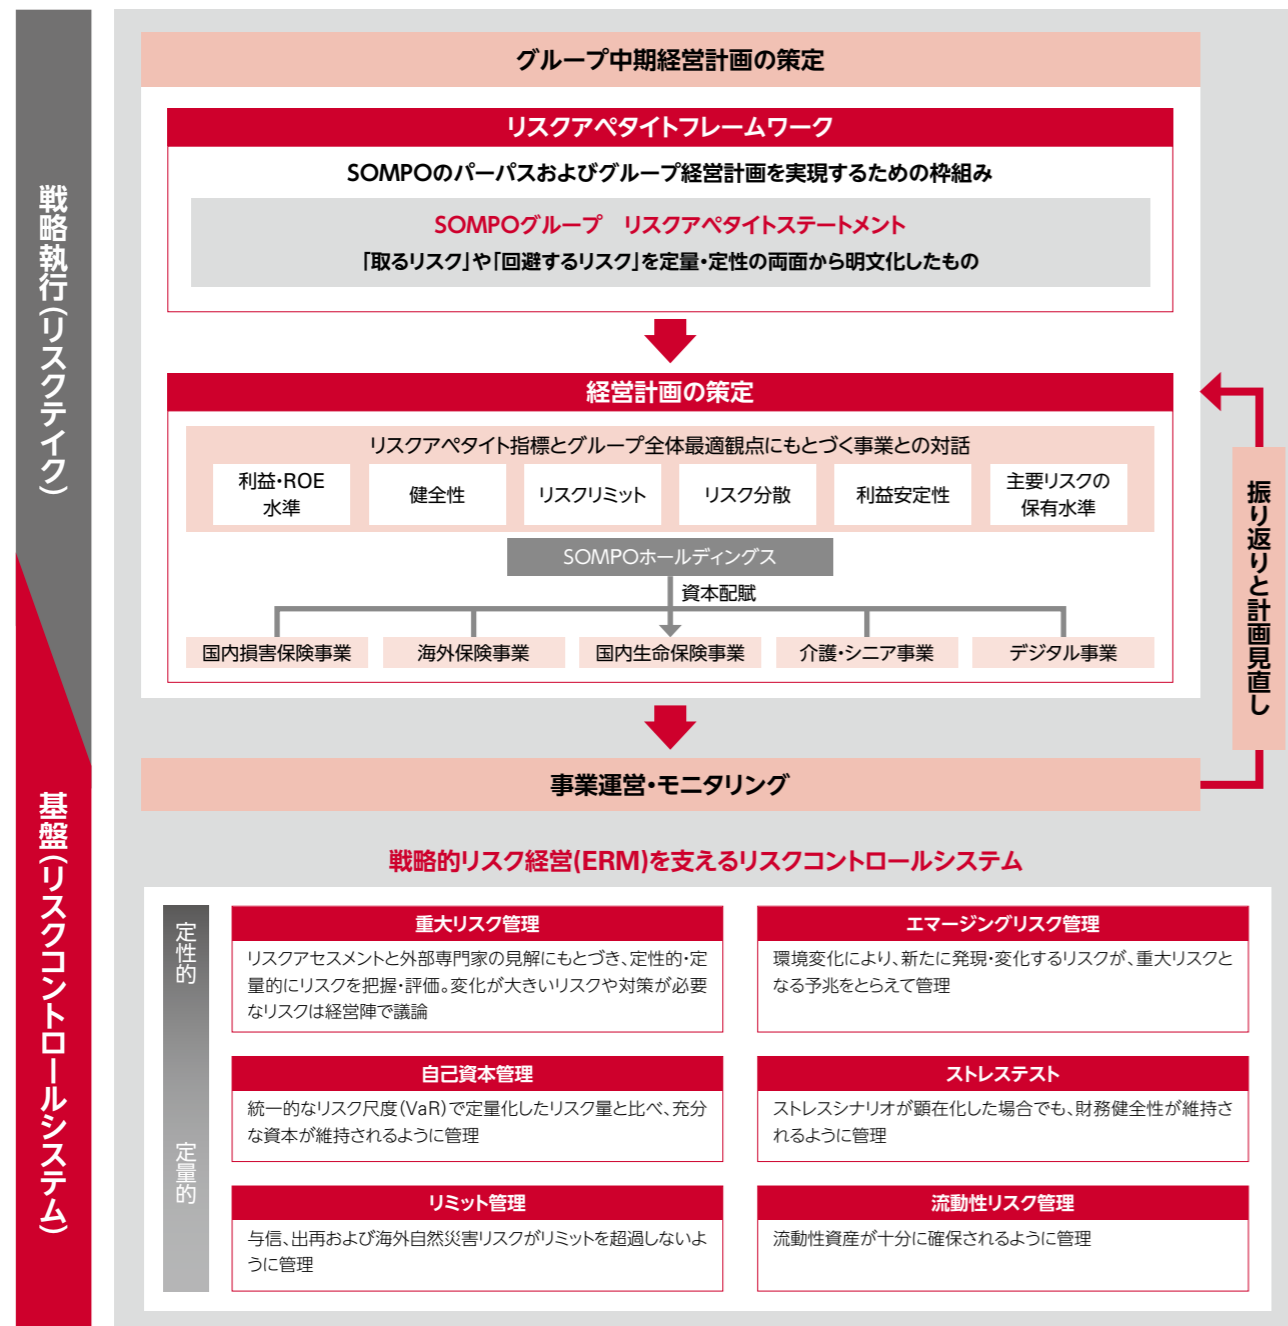 戦略執行(リスクテイク)
基盤(リスクコントロールシステム)
グループ中期経営計画の策定
リスクアペタイトフレームワーク
SOMPOのパーパスおよびグループ経営計画を実現するための枠組み
SOMPOグループ　リスクアペタイトステートメント
「取るリスク」や「回避するリスク」を定量・定性の両面から明文化したもの
経営計画の策定
リスクアペタイト指標とグループ全体最適観点にもとづく事業との対話
利益・ROE
水準
健全性
リスクリミット
リスク分散
利益安定性
主要リスクの
保有水準
SOMPOホールディングス
資本配賦
国内損害保険事業
海外保険事業
国内生命保険事業
介護・シニア事業
デジタル事業
振り返りと計画見直し
事業運営・モニタリング
戦略的リスク経営(ERM)を支えるリスクコントロールシステム
定性的
定量的
重大リスク管理
リスクアセスメントと外部専門家の見解にもとづき、定性的・定
量的にリスクを把握・評価。変化が大きいリスクや対策が必要
なリスクは経営陣で議論
エマージングリスク管理
環境変化により、新たに発現・変化するリスクが、重大リスクと
なる予兆をとらえて管理
自己資本管理
統一的なリスク尺度(VaR)で定量化したリスク量と比べ、充分
な資本が維持されるように管理
ストレステスト
ストレスシナリオが顕在化した場合でも、財務健全性が維持さ
れるように管理
リミット管理
与信、出再および海外自然災害リスクがリミットを超過しないよ
うに管理
流動性リスク管理
流動性資産が十分に確保されるように管理